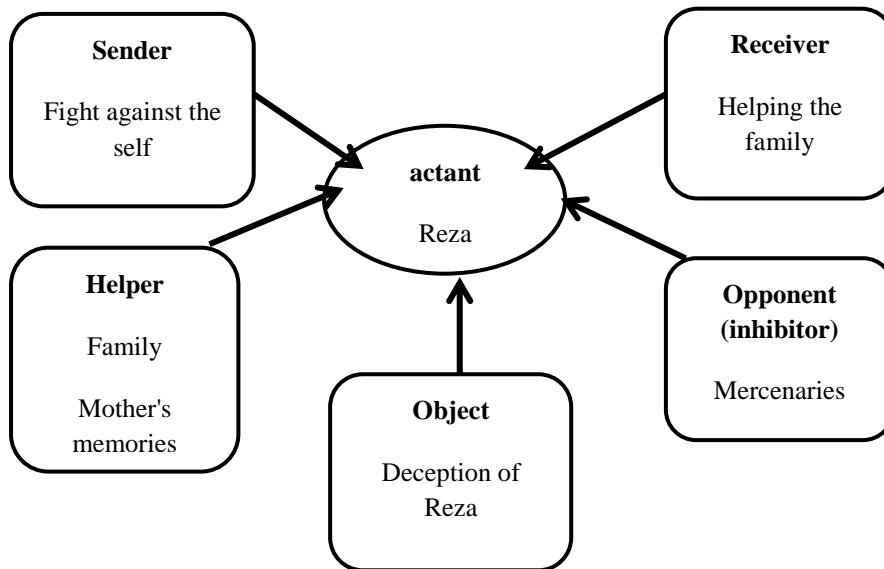 Sender
Fight against the
self
Receiver
Helping the
family
actant
Reza
Helper
Family
Mother's
memories
Opponent
(inhibitor)
Mercenaries
Object
Deception of
Reza